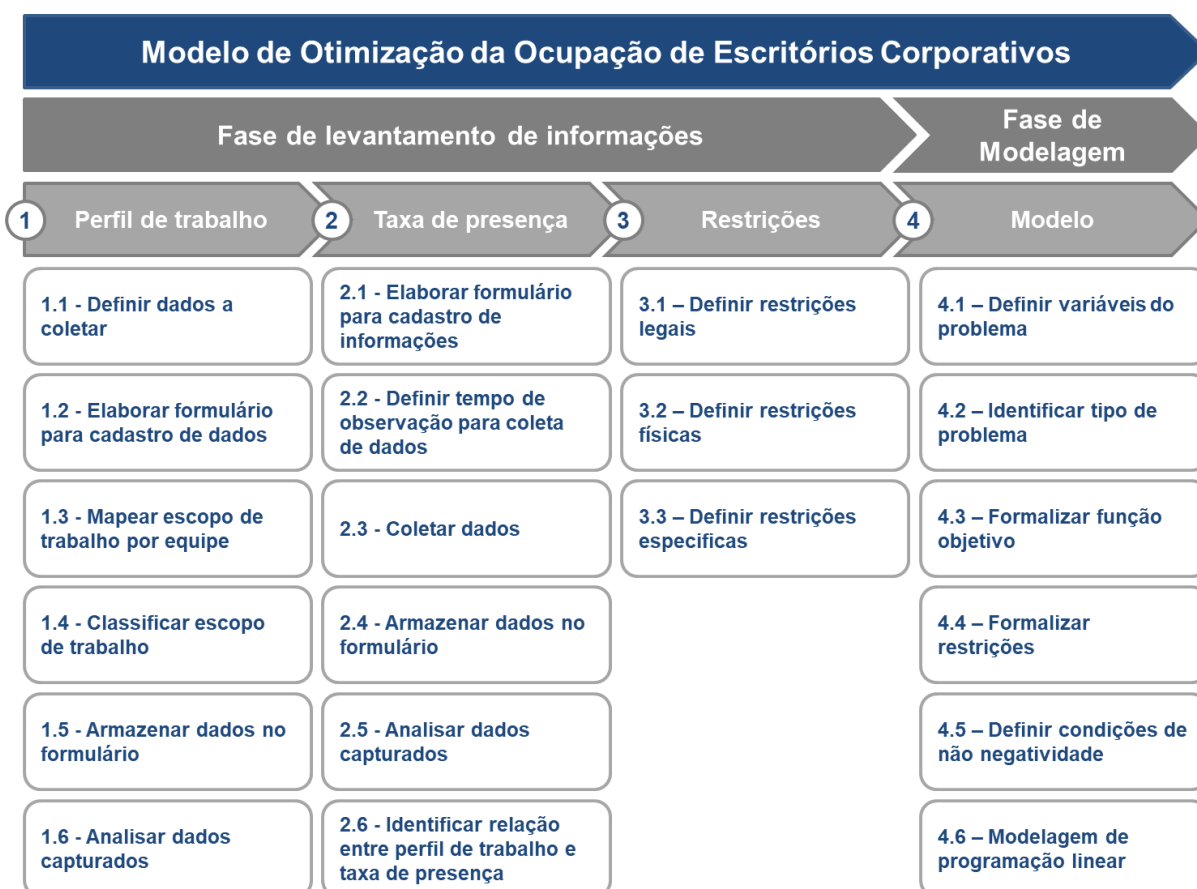 Modelo de Otimização da Ocupação de Escritórios Corporativos
Fase de levantamento de informações
Fase de
Modelagem
1
Perfil de trabalho
2
Taxa de presença
3
Restrições
4
Modelo
1.1 - Definir dados a
coletar
1.2 - Elaborar formulário
para cadastro de dados
1.3 - Mapear escopo de
trabalho por equipe
1.4 - Classificar escopo
de trabalho
1.5 - Armazenar dados no
formulário
1.6 - Analisar dados
capturados
2.1 - Elaborar formulário
para cadastro de
informações
2.2 - Definir tempo de
observação para coleta
de dados
2.3 - Coletar dados
2.4 - Armazenar dados no
formulário
2.5 - Analisar dados
capturados
2.6 - Identificar relação
entre perfil de trabalho e
taxa de presença
3.1 – Definir restrições
legais
3.2 – Definir restrições
físicas
3.3 – Definir restrições
especificas
4.1 – Definir variáveis do
problema
4.2 – Identificar tipo de
problema
4.3 – Formalizar função
objetivo
4.4 – Formalizar
restrições
4.5 – Definir condições de
não negatividade
4.6 – Modelagem de
programação linear